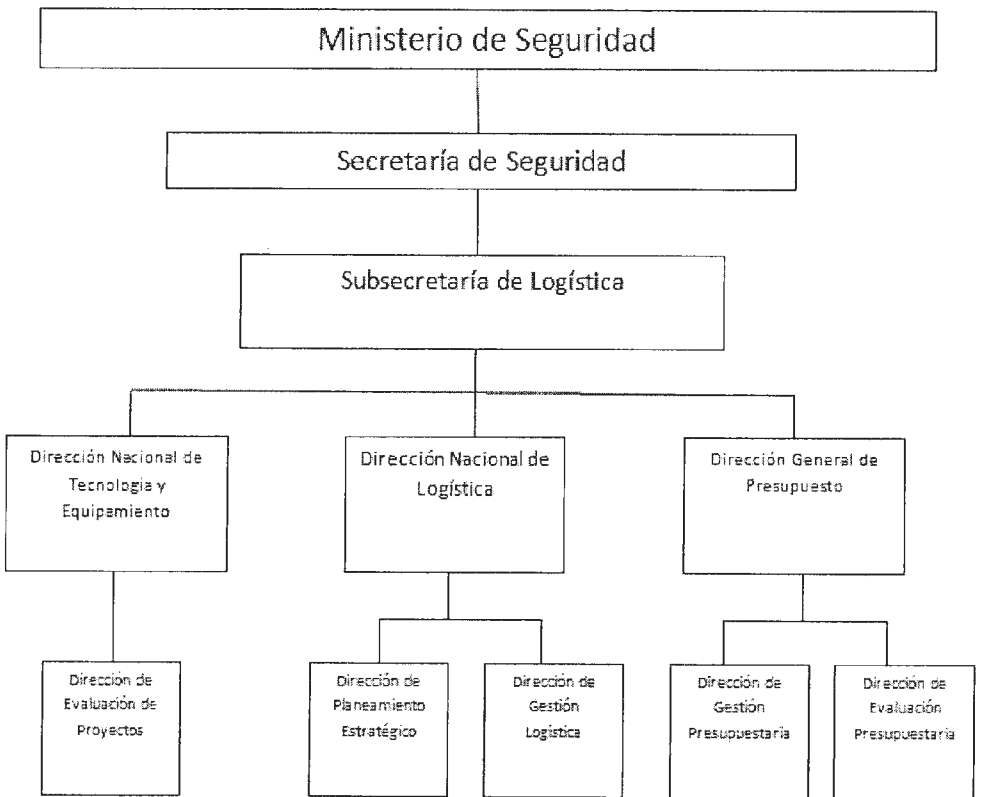 Ministerio de Seguridad
Secretaría de Seguridad
Subsecretaría de Logística
Dirección Nacional de
Tecnologia y
Equipamiento
Dirección Nacional de
Logística
Dirección General de
Presupuesto
Dirección de
Evaluación de
Proyectos
Dirección de
Planeamiento
Estratégico
Dirección de
Gestión
Logística
Dirección de
Gestión
Presupuestaria
Dirección de
Evaluación
Presupuestaria